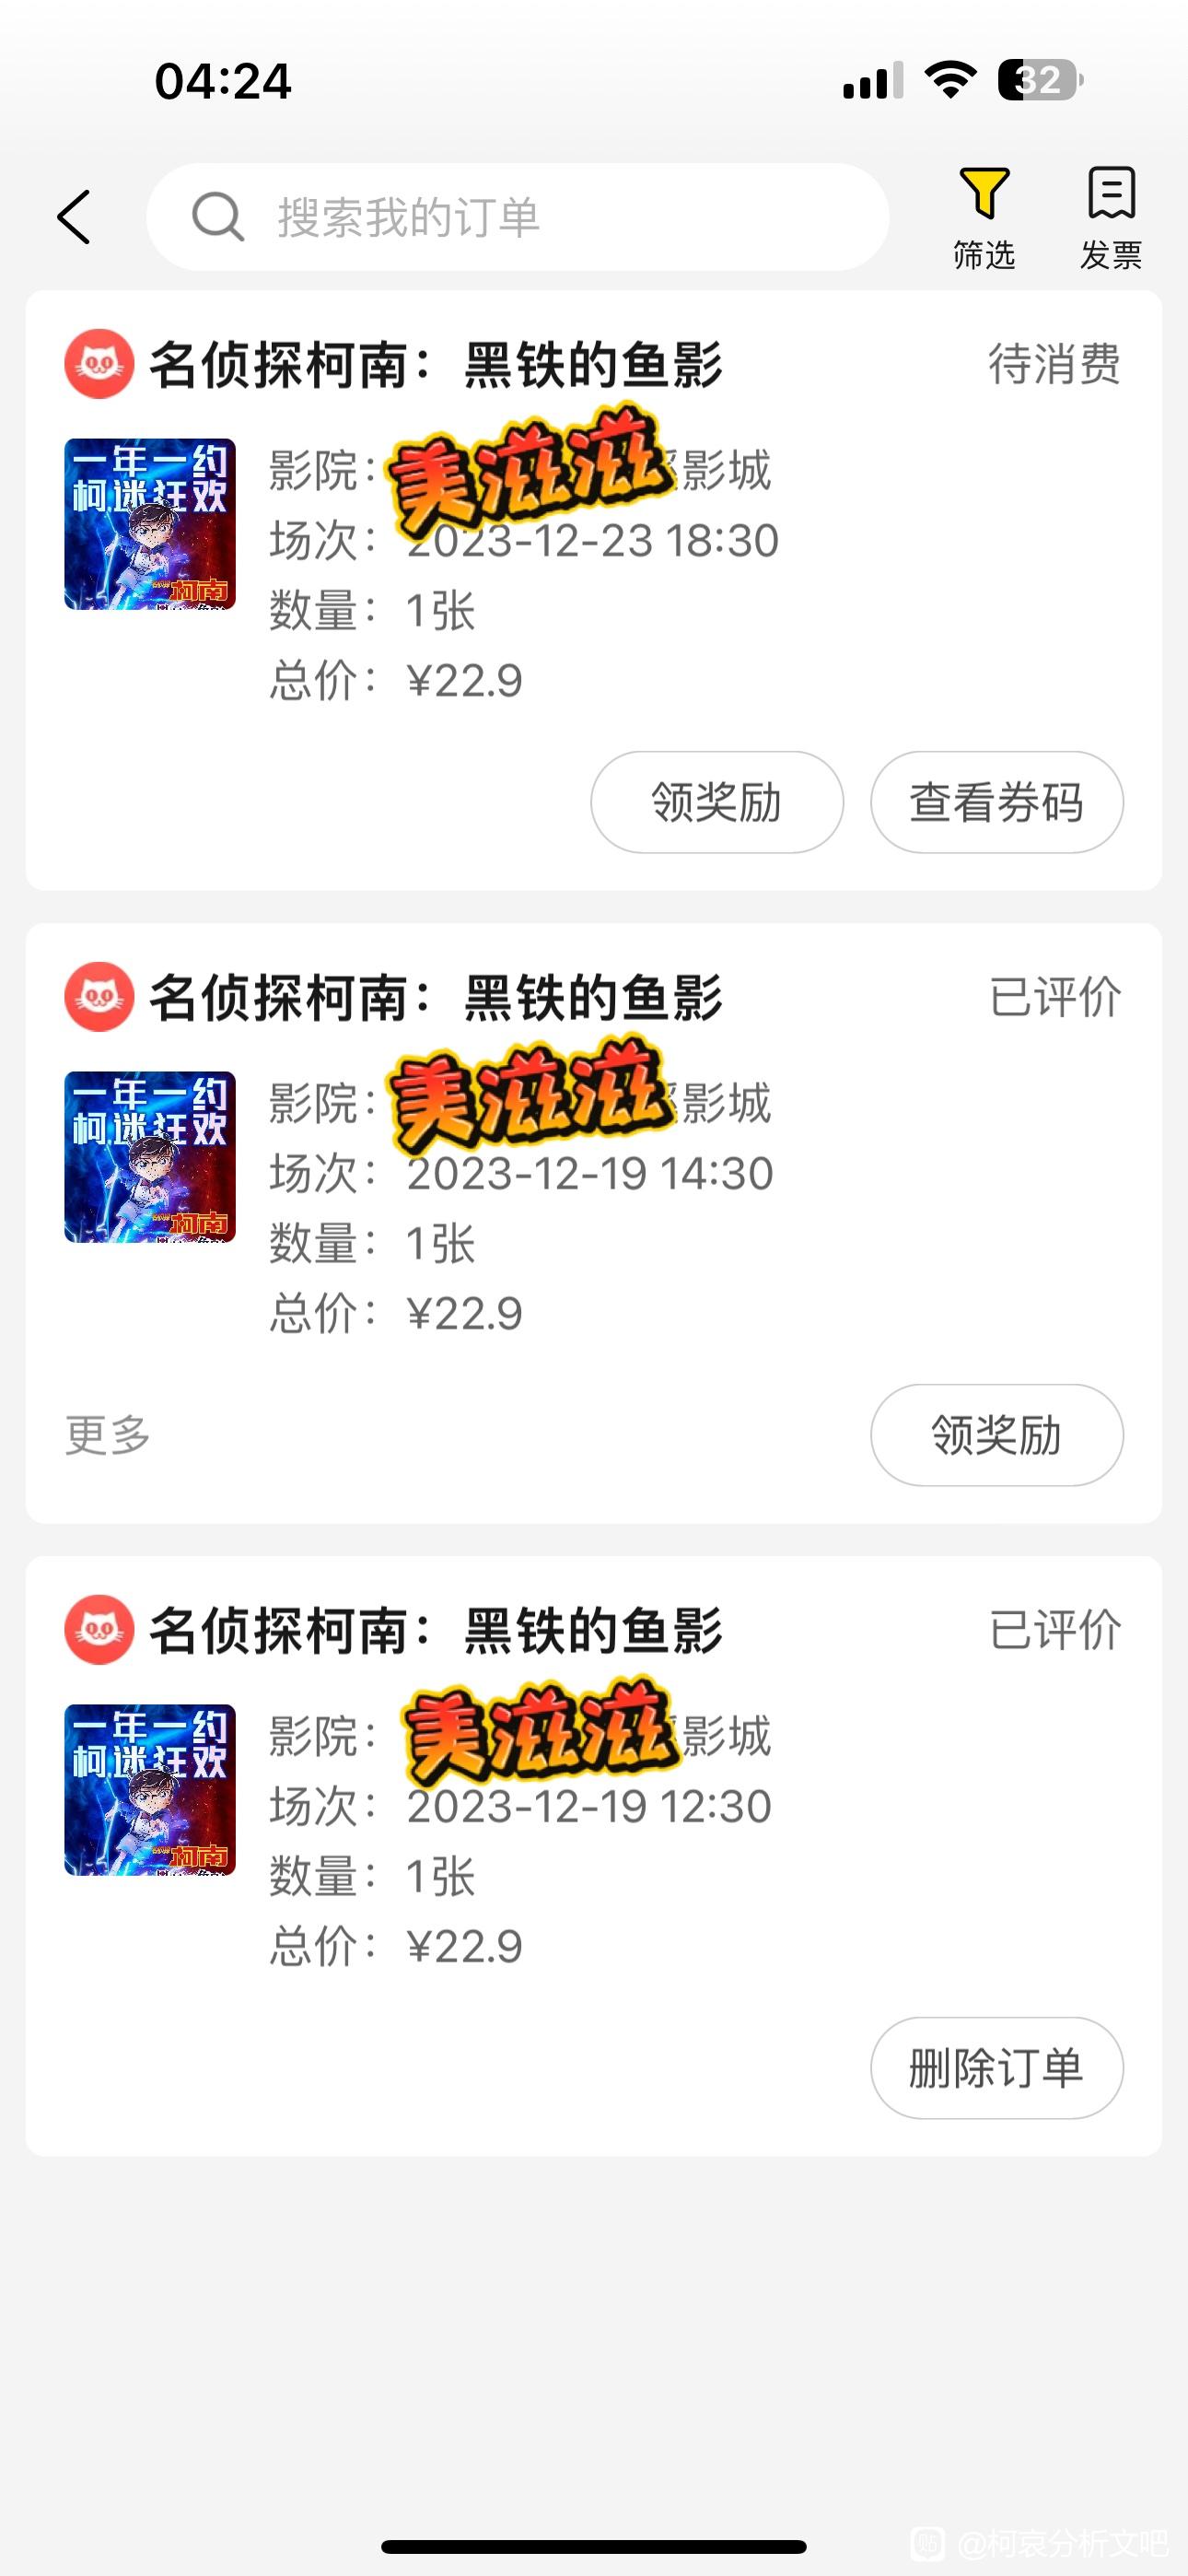 04:24
32
搜索我的订单
筛选
发票
名侦探柯南：黑铁的鱼影
待消费
一年一约
柯迷狂欢
柯南
影院：美滋滋影城
场次：2023-12-23 18:30
数量：1张
总价：¥22.9
领奖励
查看券码
名侦探柯南：黑铁的鱼影
已评价
一年一约
柯迷狂欢
柯南
影院：美滋滋影城
场次：2023-12-19 14:30
数量：1张
总价：¥22.9
更多
领奖励
名侦探柯南：黑铁的鱼影
已评价
一年一约
柯迷狂欢
柯南
影院：美滋滋影城
场次：2023-12-19 12:30
数量：1张
总价：¥22.9
删除订单
贴 @柯哀分析文吧